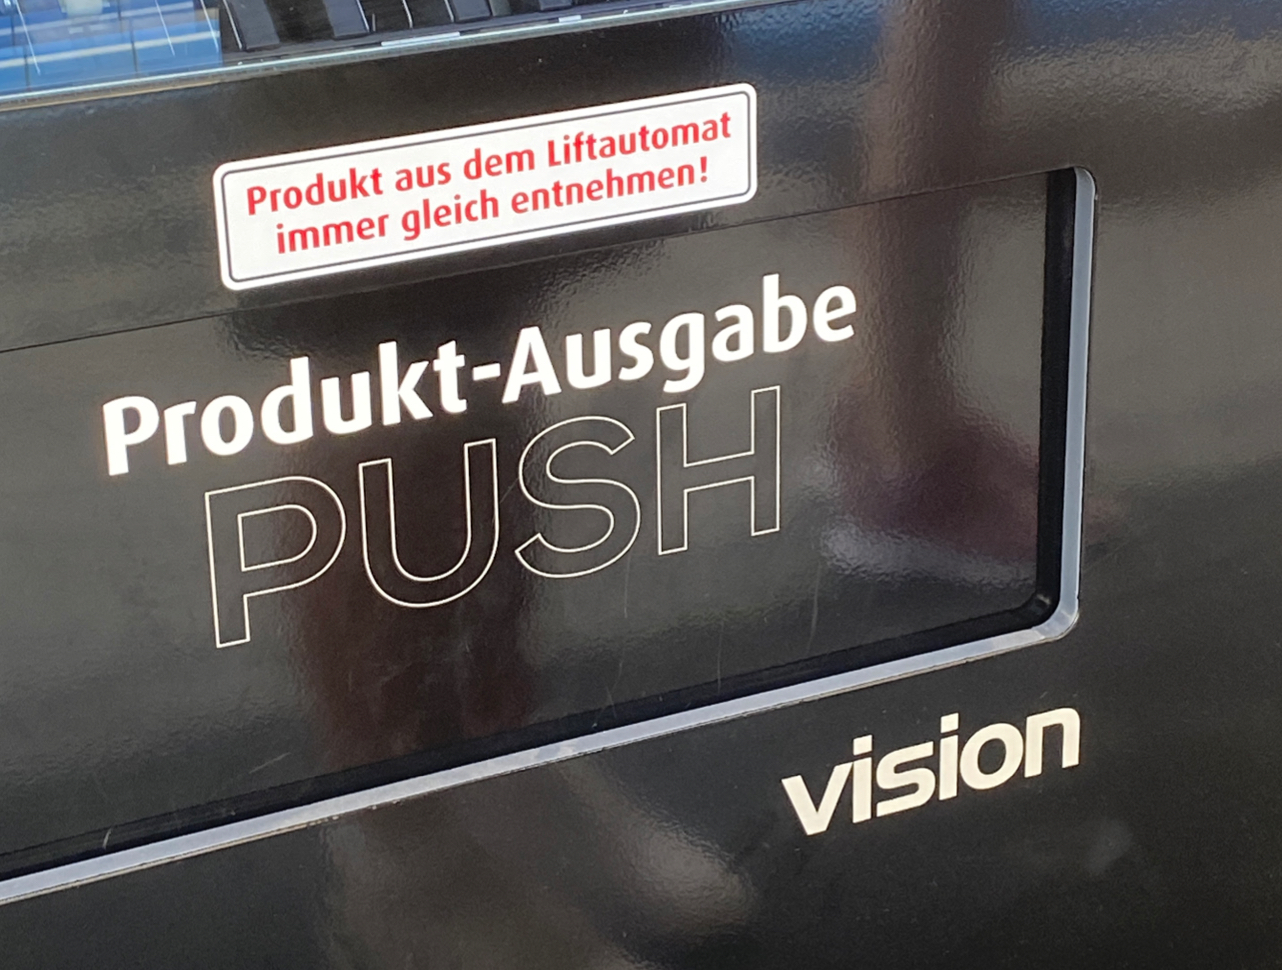 Produkt aus dem Liftautomat
immer gleich entnehmen!
Produkt-Ausgabe
PUSH
vision